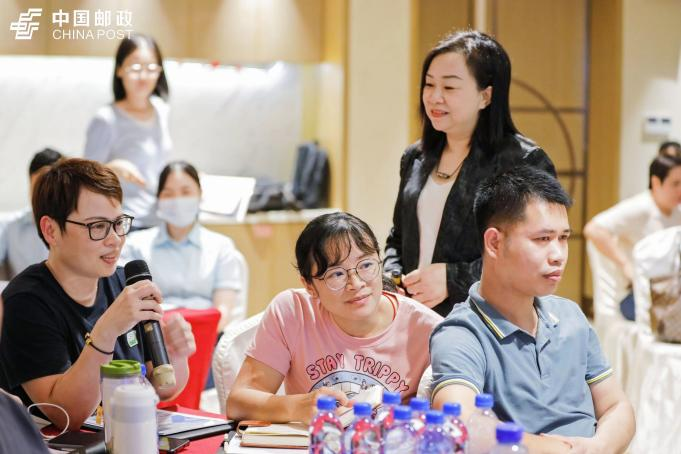 中国邮政
CHINA POST
STAY TRIPPY